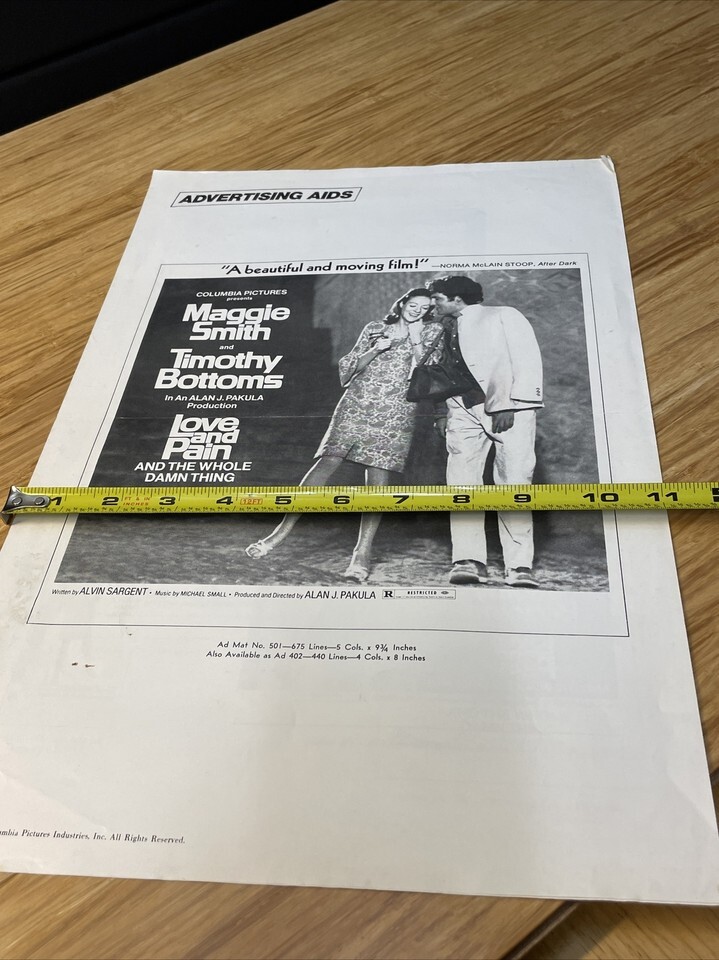 ADVERTISING AIDS
"A beautiful and moving film!" —NORMA McLAIN STOOP, After Dark
COLUMBIA PICTURES
presents
Maggie
Smith
and
Timothy
Bottoms
In An ALAN J. PAKULA
Production
Love
and
Pain
AND THE WHOLE
DAMN THING
1 2 FT & IN INCHES 3 4 5 6 7 8 9 10 11
Written by ALVIN SARGENT • Music by MICHAEL SMALL • Produced and Directed by ALAN J. PAKULA R RESTRICTED
Ad Mat No. 501—675 Lines—5 Cols. x 9¾ Inches
Also Available as Ad 402—440 Lines—4 Cols. x 8 Inches
Pictures Industries, Inc. All Rights Reserved.